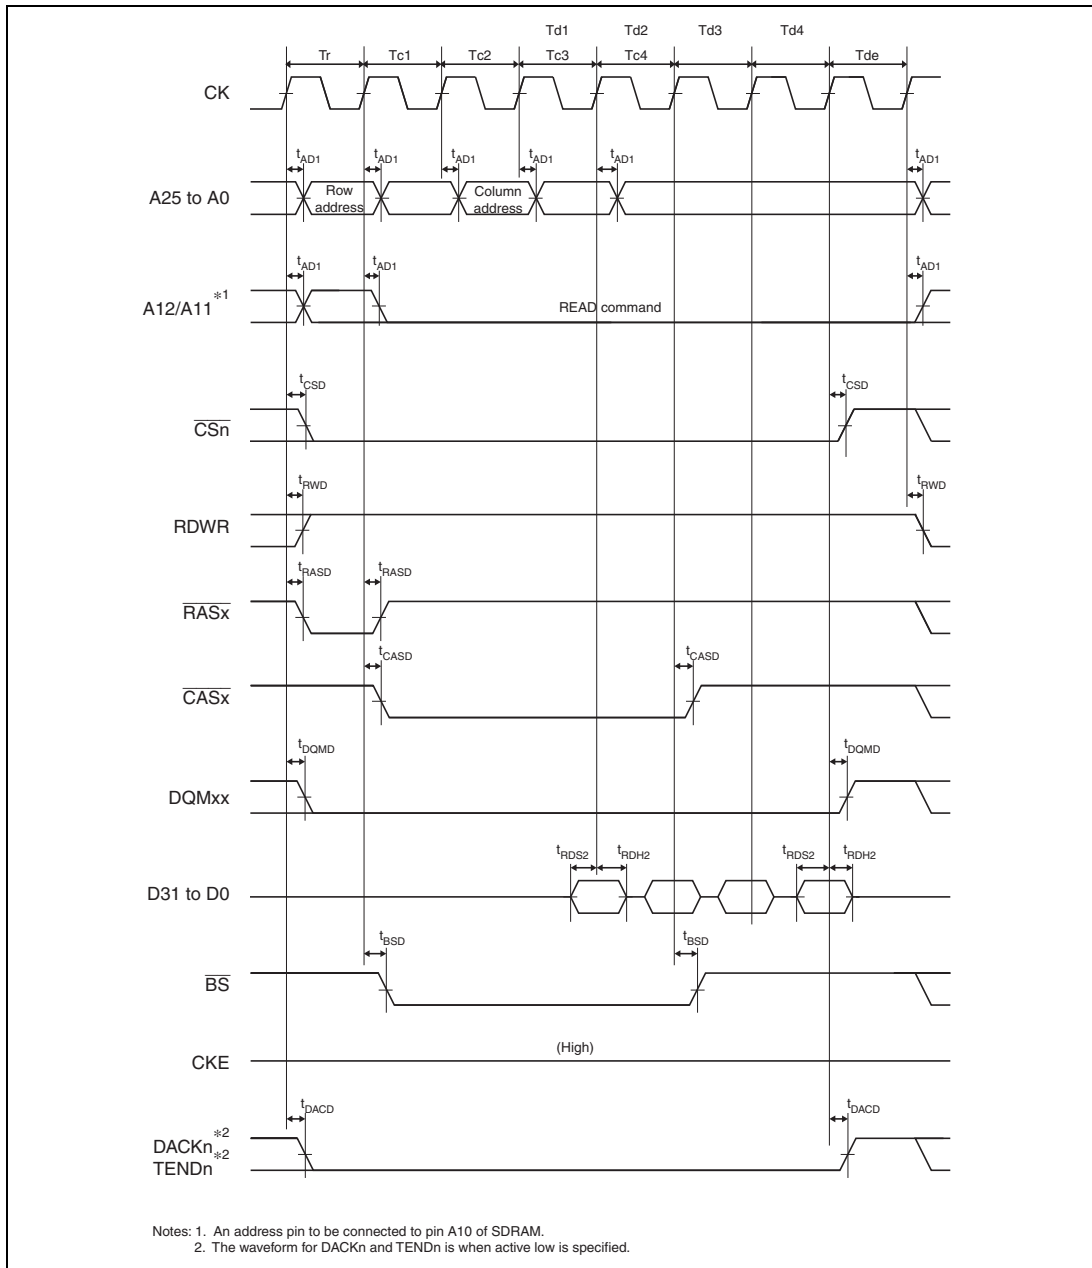 Td1 Td2 Td3 Td4
Tr Tc1 Tc2 Tc3 Tc4 Tde
CK
tAD1 tAD1 tAD1 tAD1 tAD1 tAD1
A25 to A0
Row address
Column address
tAD1 tAD1 tAD1
A12/A11 *1
READ command
tCSD tCSD
CSn
tRWD tRWD
RDWR
tRASD tRASD
RASx
tCASD tCASD
CASx
tDQMD tDQMD
DQMxx
tRDS2 tRDH2 tRDS2 tRDH2
D31 to D0
tBSD tBSD
BS
(High)
CKE
tDACD tDACD
DACKn *2
TENDn *2
Notes: 1. An address pin to be connected to pin A10 of SDRAM.
2. The waveform for DACKn and TENDn is when active low is specified.